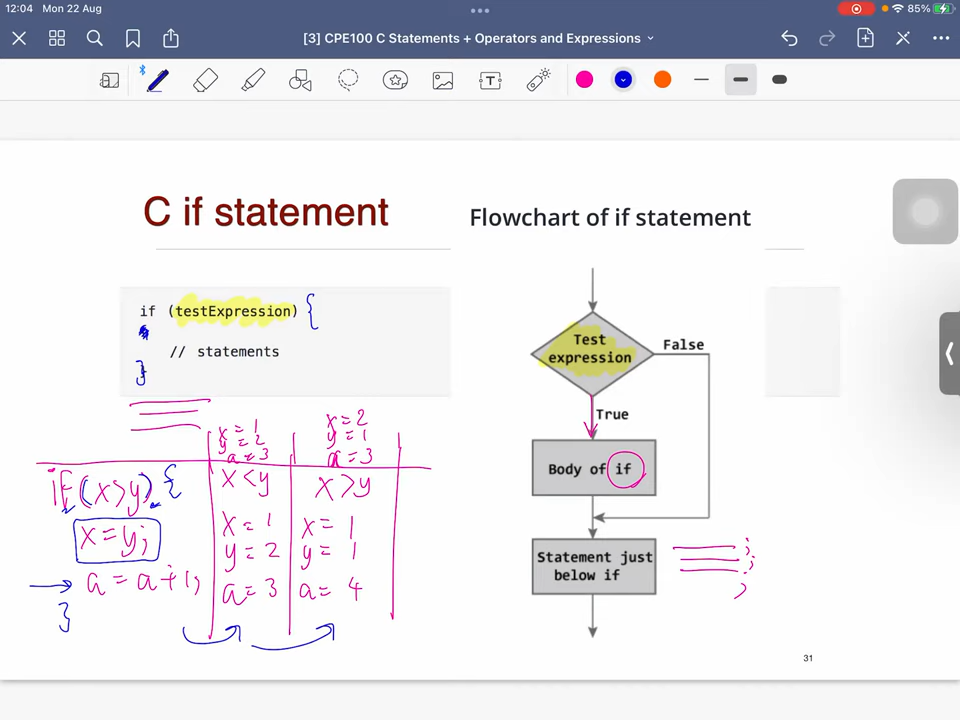 12:04 Mon 22 Aug
85%
[3] CPE100 C Statements + Operators and Expressions
C if statement
Flowchart of if statement
if (testExpression) {
// statements
}
Test
expression
False
True
Body of if
Statement just
below if
x=1
y=2
a=3
x=2
y=1
a=3
if (x>y) {
x=y;
a=a+1;
}
x<y
x=1
y=2
a=3
x>y
x=1
y=1
a=4
31